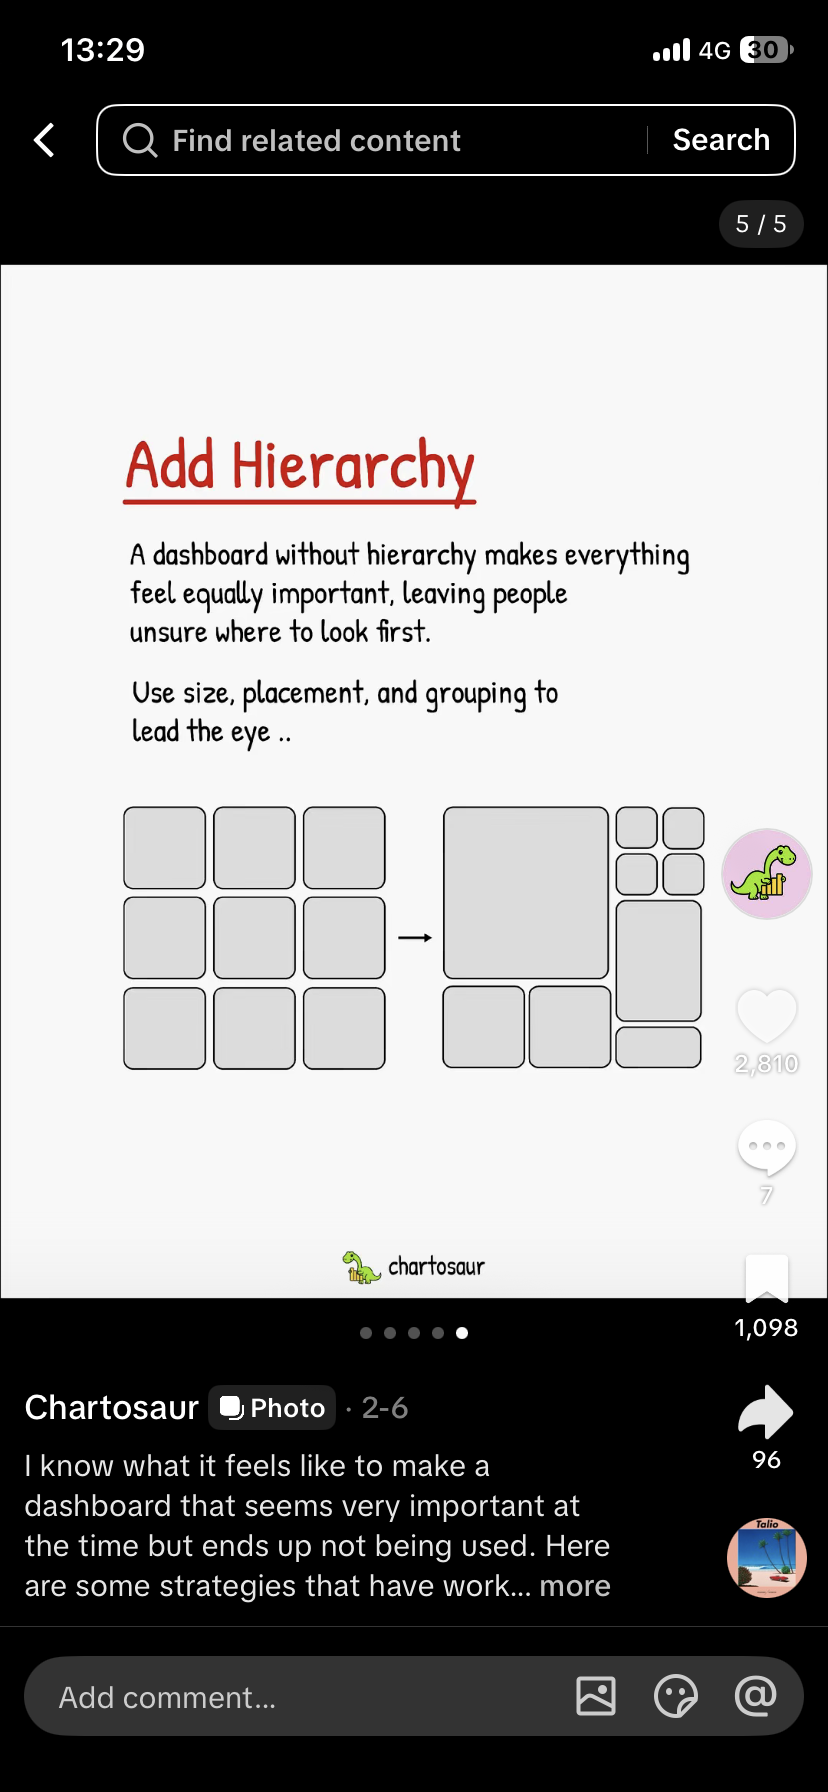 13:29
4G
30
Find related content
Search
5 / 5
Add Hierarchy
A dashboard without hierarchy makes everything
feel equally important, leaving people
unsure where to look first.
Use size, placement, and grouping to
lead the eye ..
2,810
7
chartosaur
1,098
Chartosaur
Photo
· 2-6
96
I know what it feels like to make a
dashboard that seems very important at
the time but ends up not being used. Here
are some strategies that have work... more
Talio
Add comment...